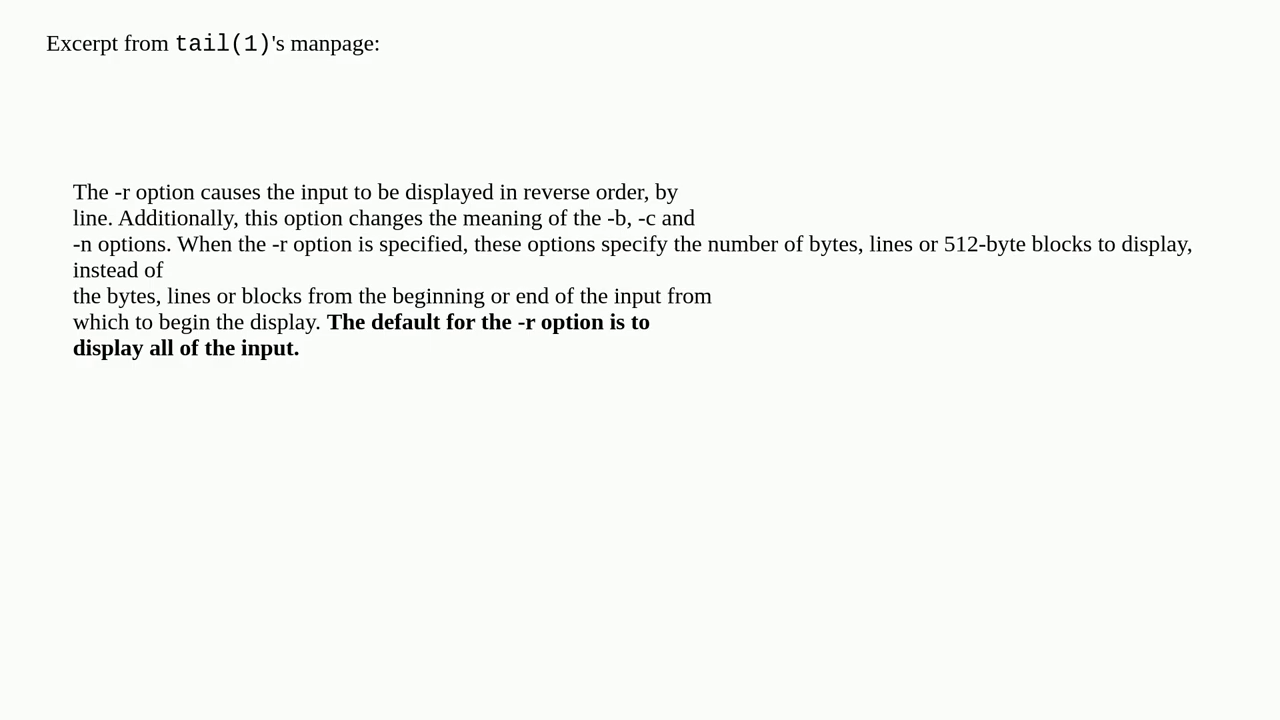 Excerpt from tail(1)'s manpage:
The -r option causes the input to be displayed in reverse order, by
line. Additionally, this option changes the meaning of the -b, -c and
-n options. When the -r option is specified, these options specify the number of bytes, lines or 512-byte blocks to display,
instead of
the bytes, lines or blocks from the beginning or end of the input from
which to begin the display. The default for the -r option is to
display all of the input.